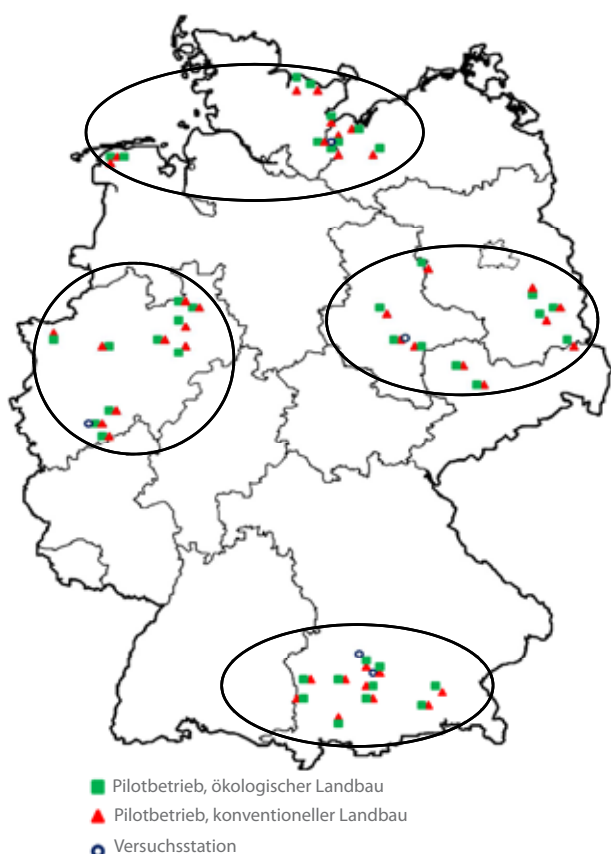 Pilotbetrieb, ökologischer Landbau
Pilotbetrieb, konventioneller Landbau
Versuchsstation